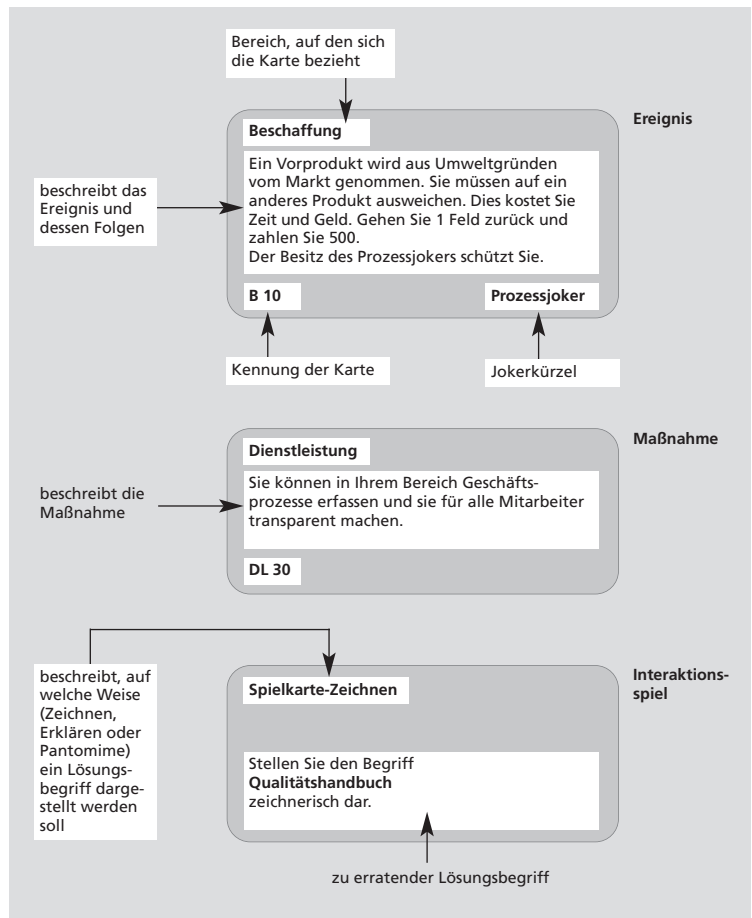 Bereich, auf den sich
die Karte bezieht
Ereignis
Beschaffung
beschreibt das
Ereignis und
dessen Folgen
Ein Vorprodukt wird aus Umweltgründen
vom Markt genommen. Sie müssen auf ein
anderes Produkt ausweichen. Dies kostet Sie
Zeit und Geld. Gehen Sie 1 Feld zurück und
zahlen Sie 500.
Der Besitz des Prozessjokers schützt Sie.
B 10
Prozessjoker
Kennung der Karte
Jokerkürzel
Maßnahme
Dienstleistung
beschreibt die
Maßnahme
Sie können in Ihrem Bereich Geschäfts-
prozesse erfassen und sie für alle Mitarbeiter
transparent machen.
DL 30
Interaktions-
spiel
beschreibt, auf
welche Weise
(Zeichnen,
Erklären oder
Pantomime)
ein Lösungs-
begriff darge-
stellt werden
soll
Spielkarte-Zeichnen
Stellen Sie den Begriff
Qualitätshandbuch
zeichnerisch dar.
zu erratender Lösungsbegriff